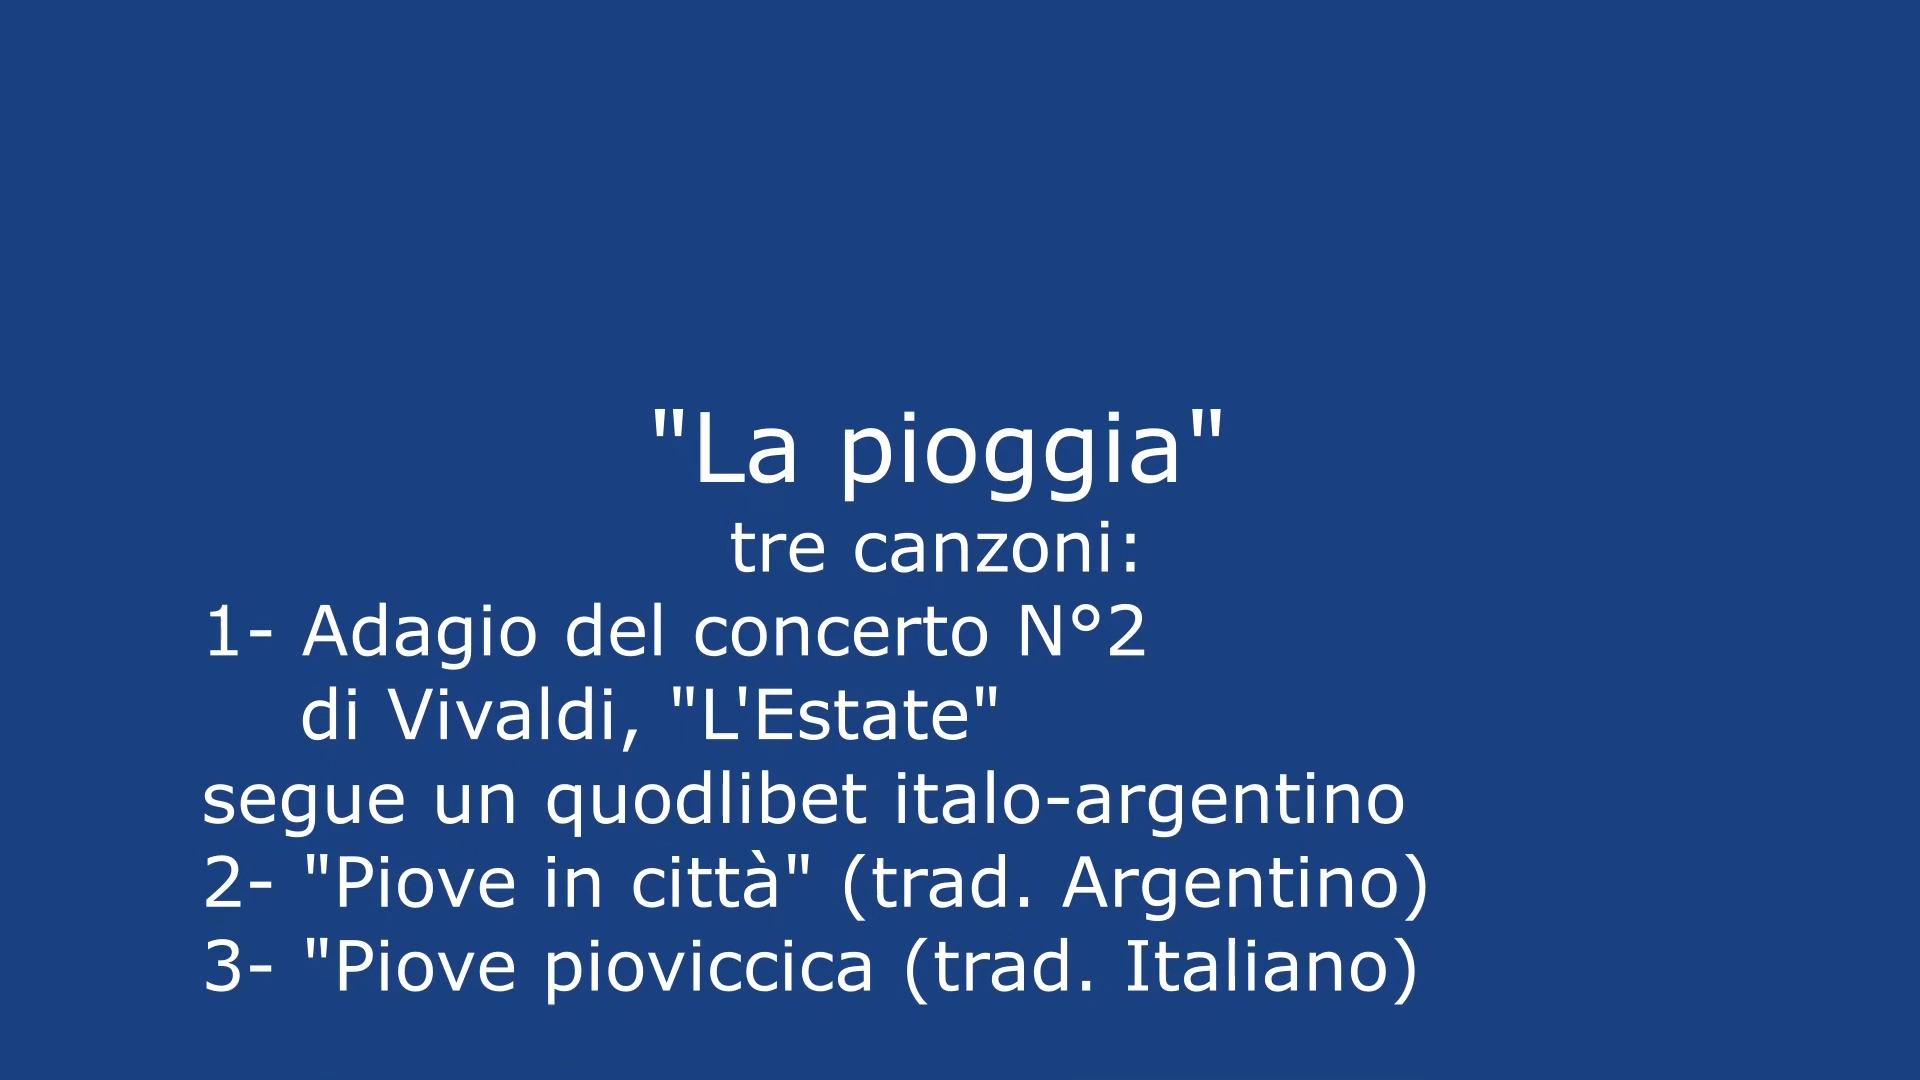 "La pioggia"
tre canzoni:
1- Adagio del concerto N°2
di Vivaldi, "L'Estate"
segue un quodlibet italo-argentino
2- "Piove in città" (trad. Argentino)
3- "Piove pioviccica (trad. Italiano)